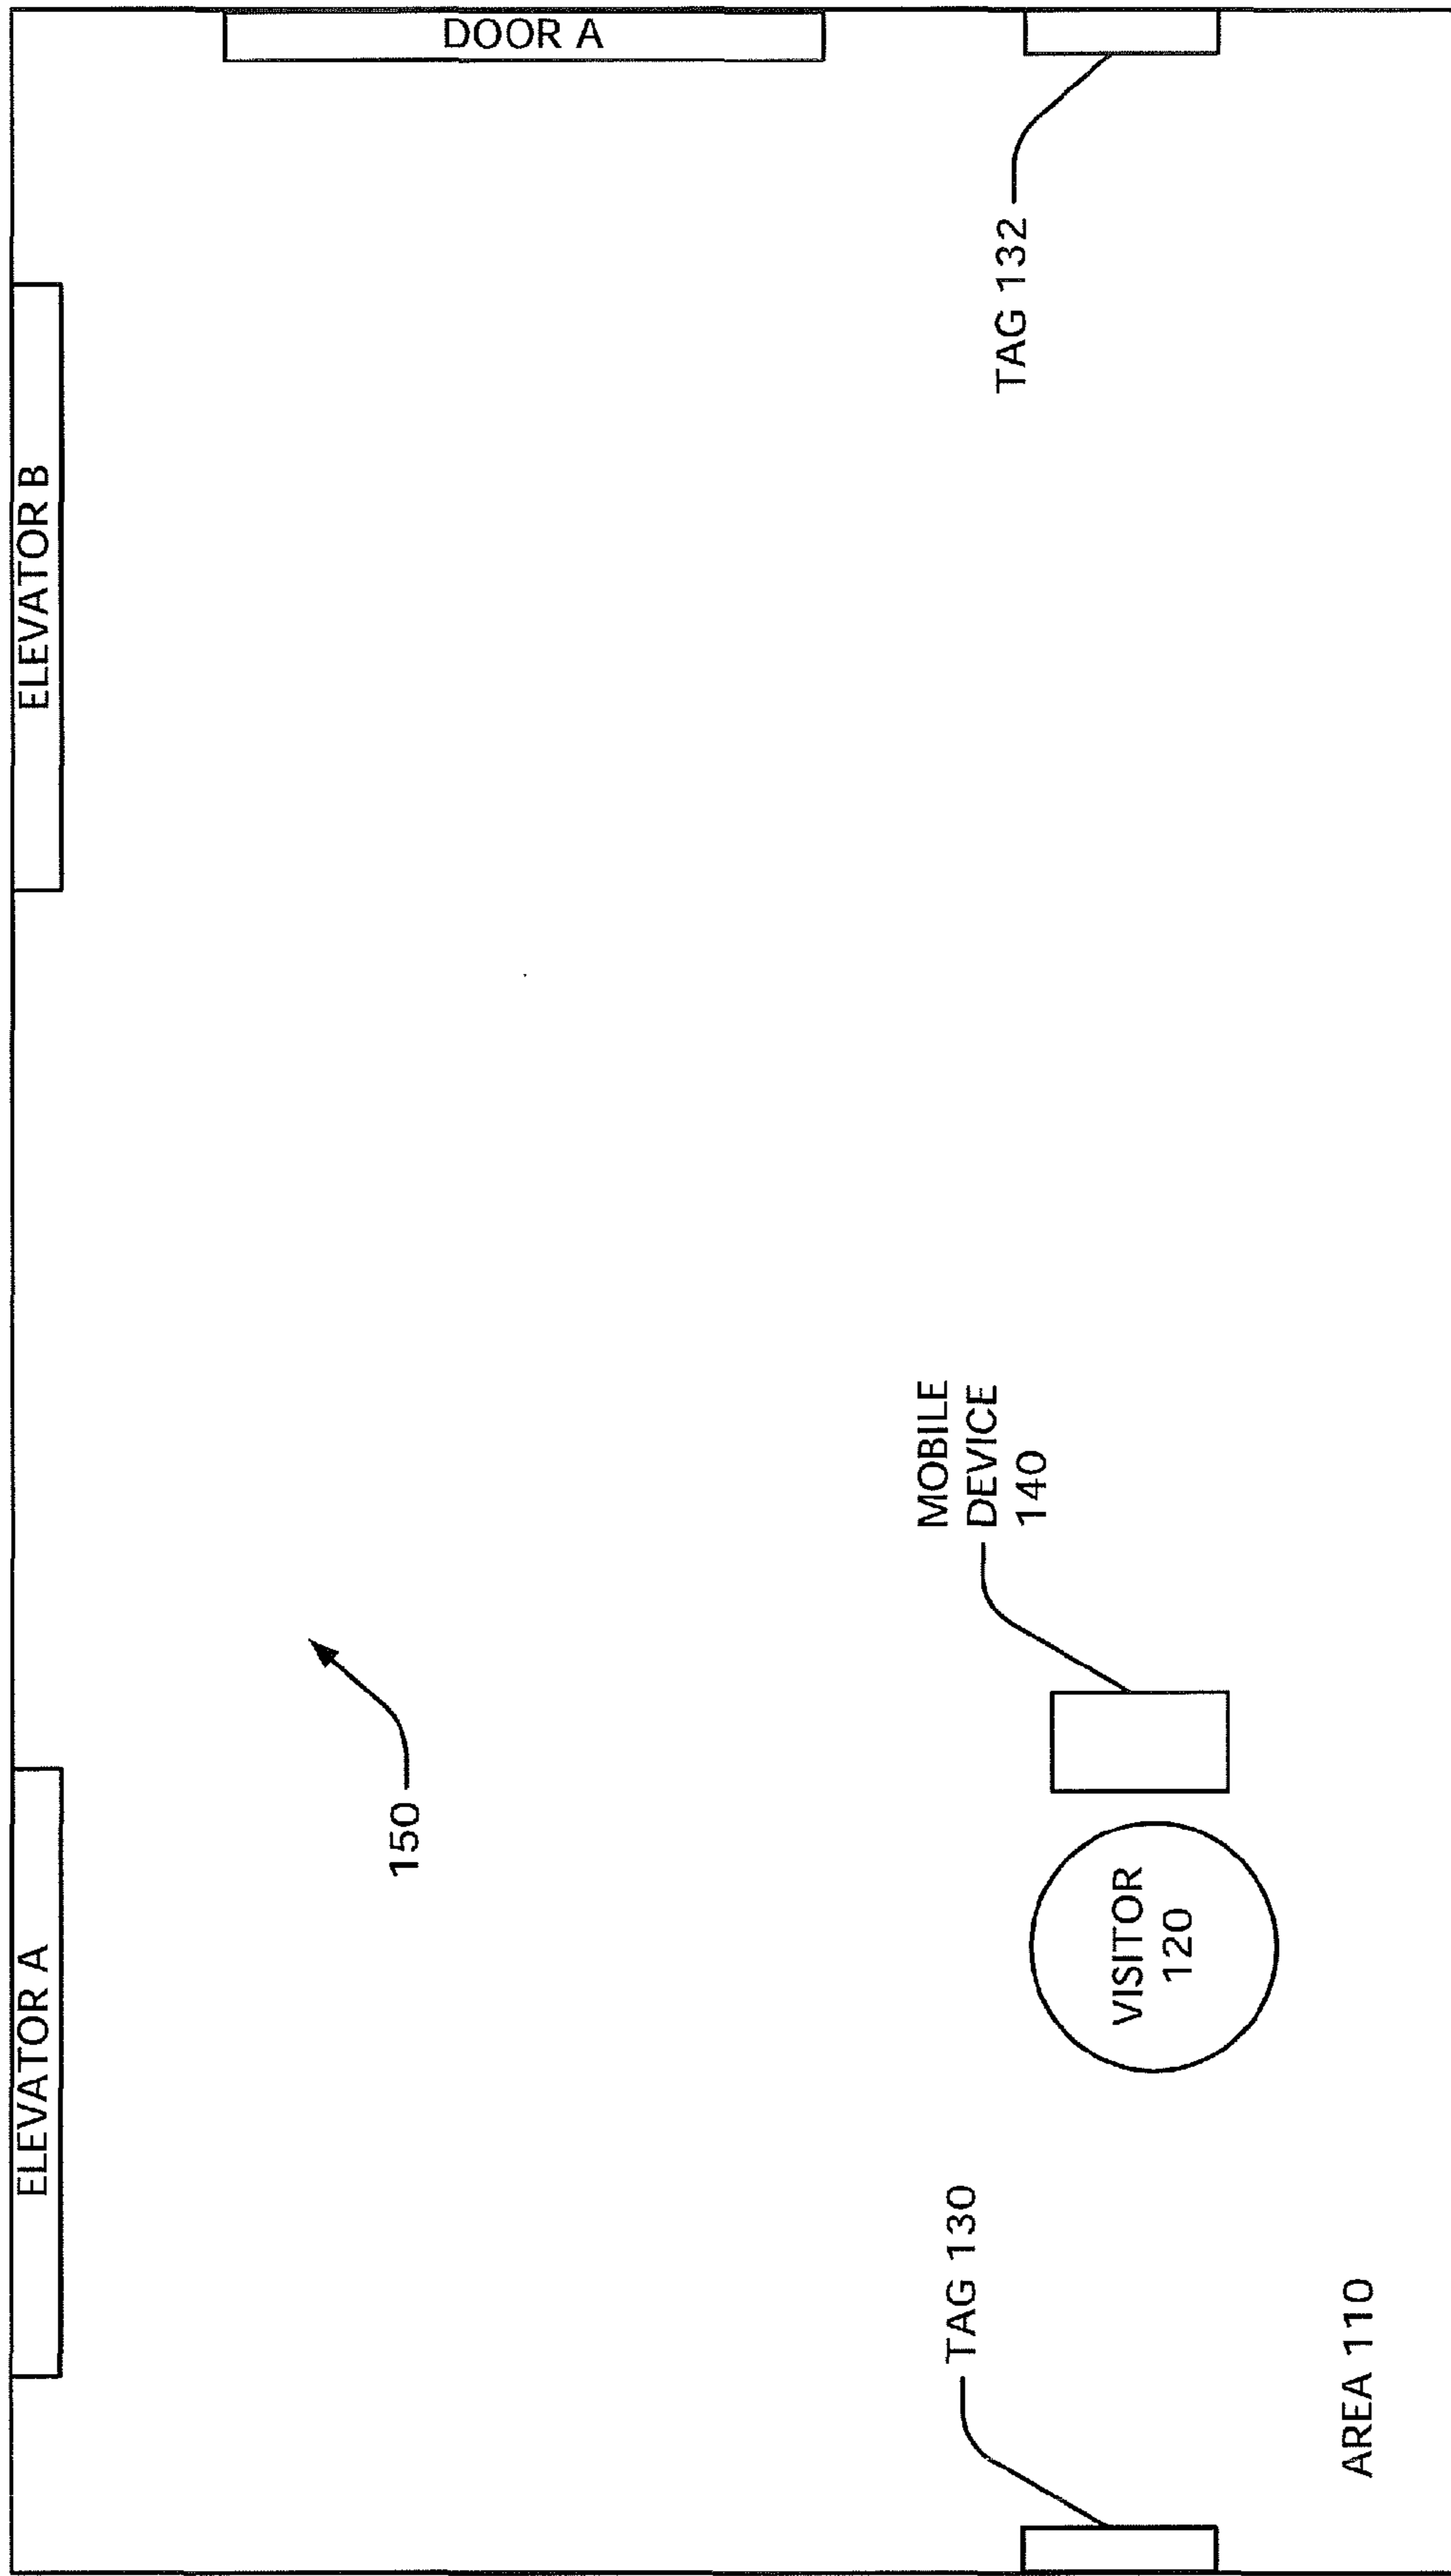 ELEVATOR A
ELEVATOR B
DOOR A
150
MOBILE
DEVICE
140
TAG 130
TAG 132
VISITOR
120
AREA 110